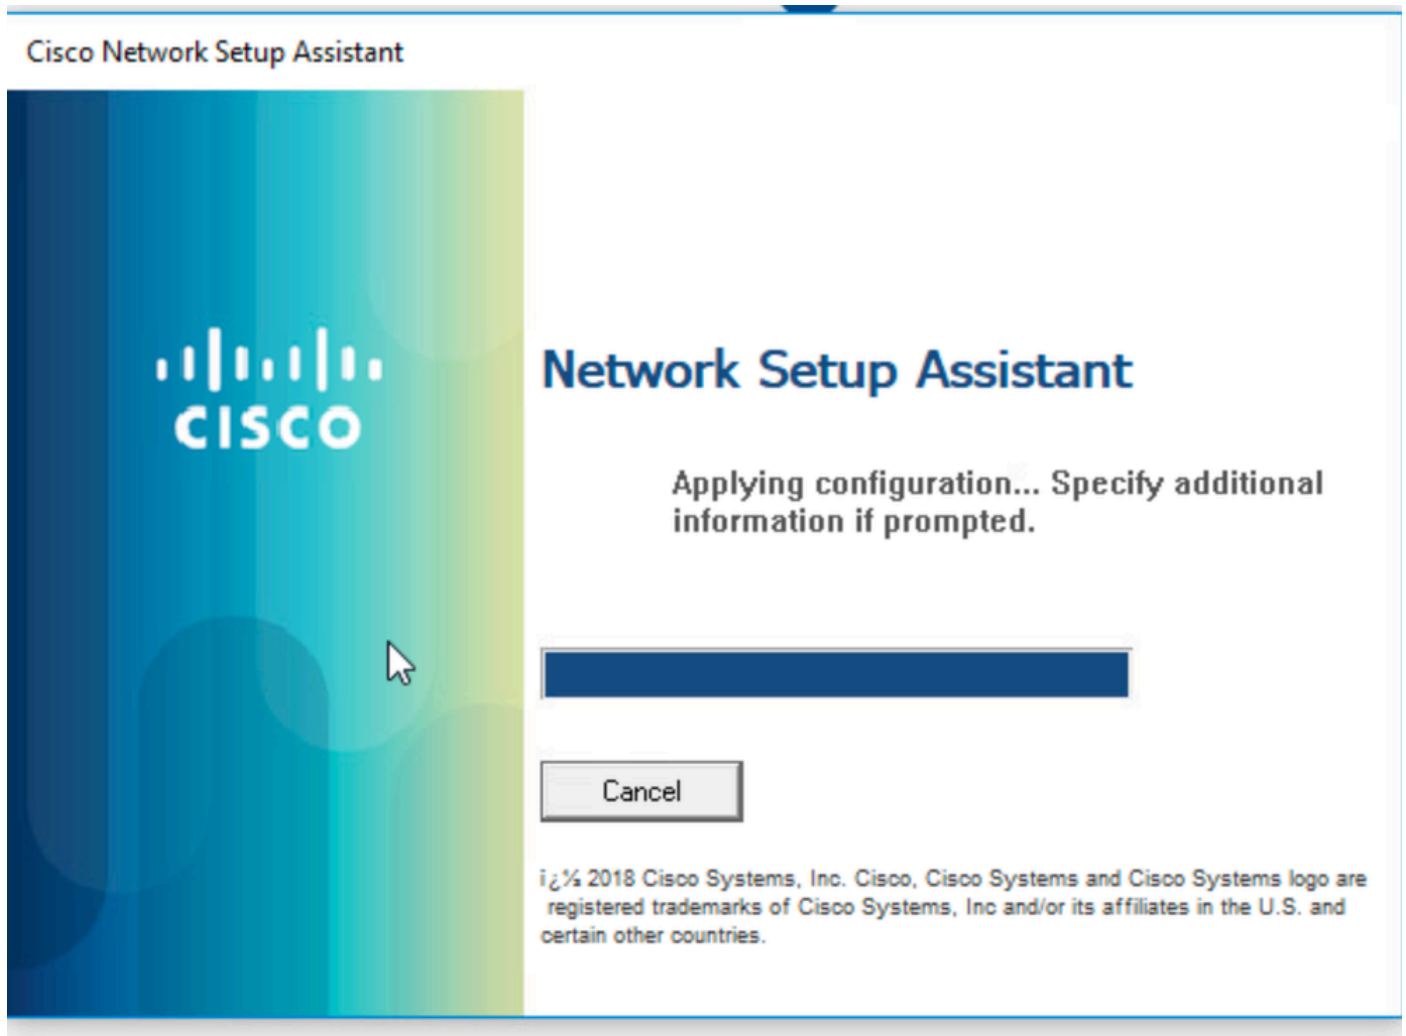 Cisco Network Setup Assistant
CISCO
Network Setup Assistant
Applying configuration... Specify additional
information if prompted.
Cancel
ï¿½ 2018 Cisco Systems, Inc. Cisco, Cisco Systems and Cisco Systems logo are
registered trademarks of Cisco Systems, Inc and/or its affiliates in the U.S. and
certain other countries.